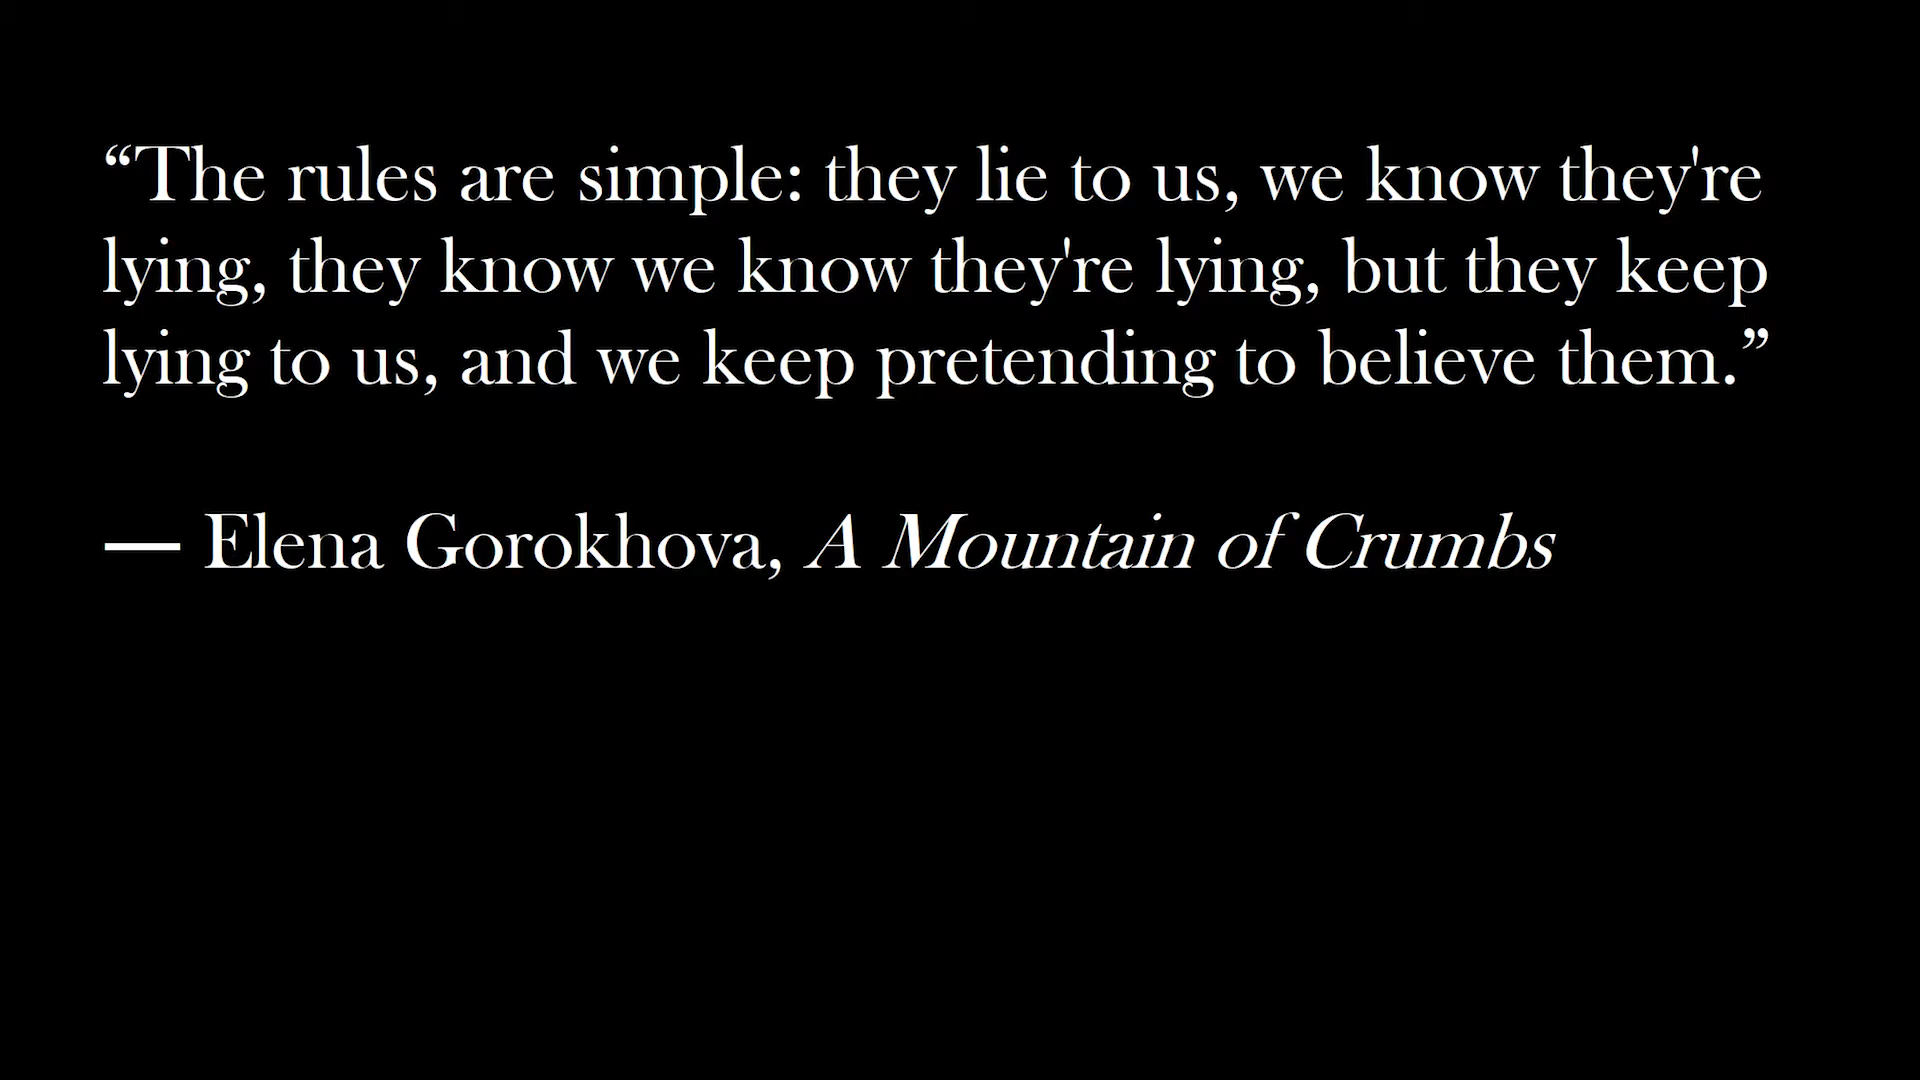 “The rules are simple: they lie to us, we know they're
lying, they know we know they're lying, but they keep
lying to us, and we keep pretending to believe them.”
— Elena Gorokhova, A Mountain of Crumbs